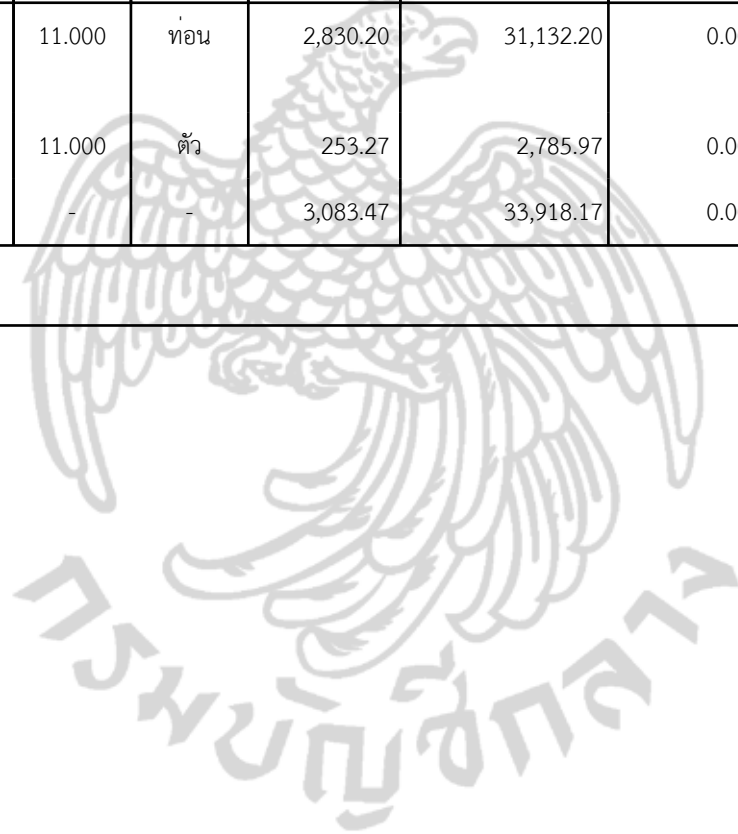 11.000 ท่อน 2,830.20 31,132.20 0.0
11.000 ตัว 253.27 2,785.97 0.0
- - 3,083.47 33,918.17 0.0
กรมบัญชีกลาง